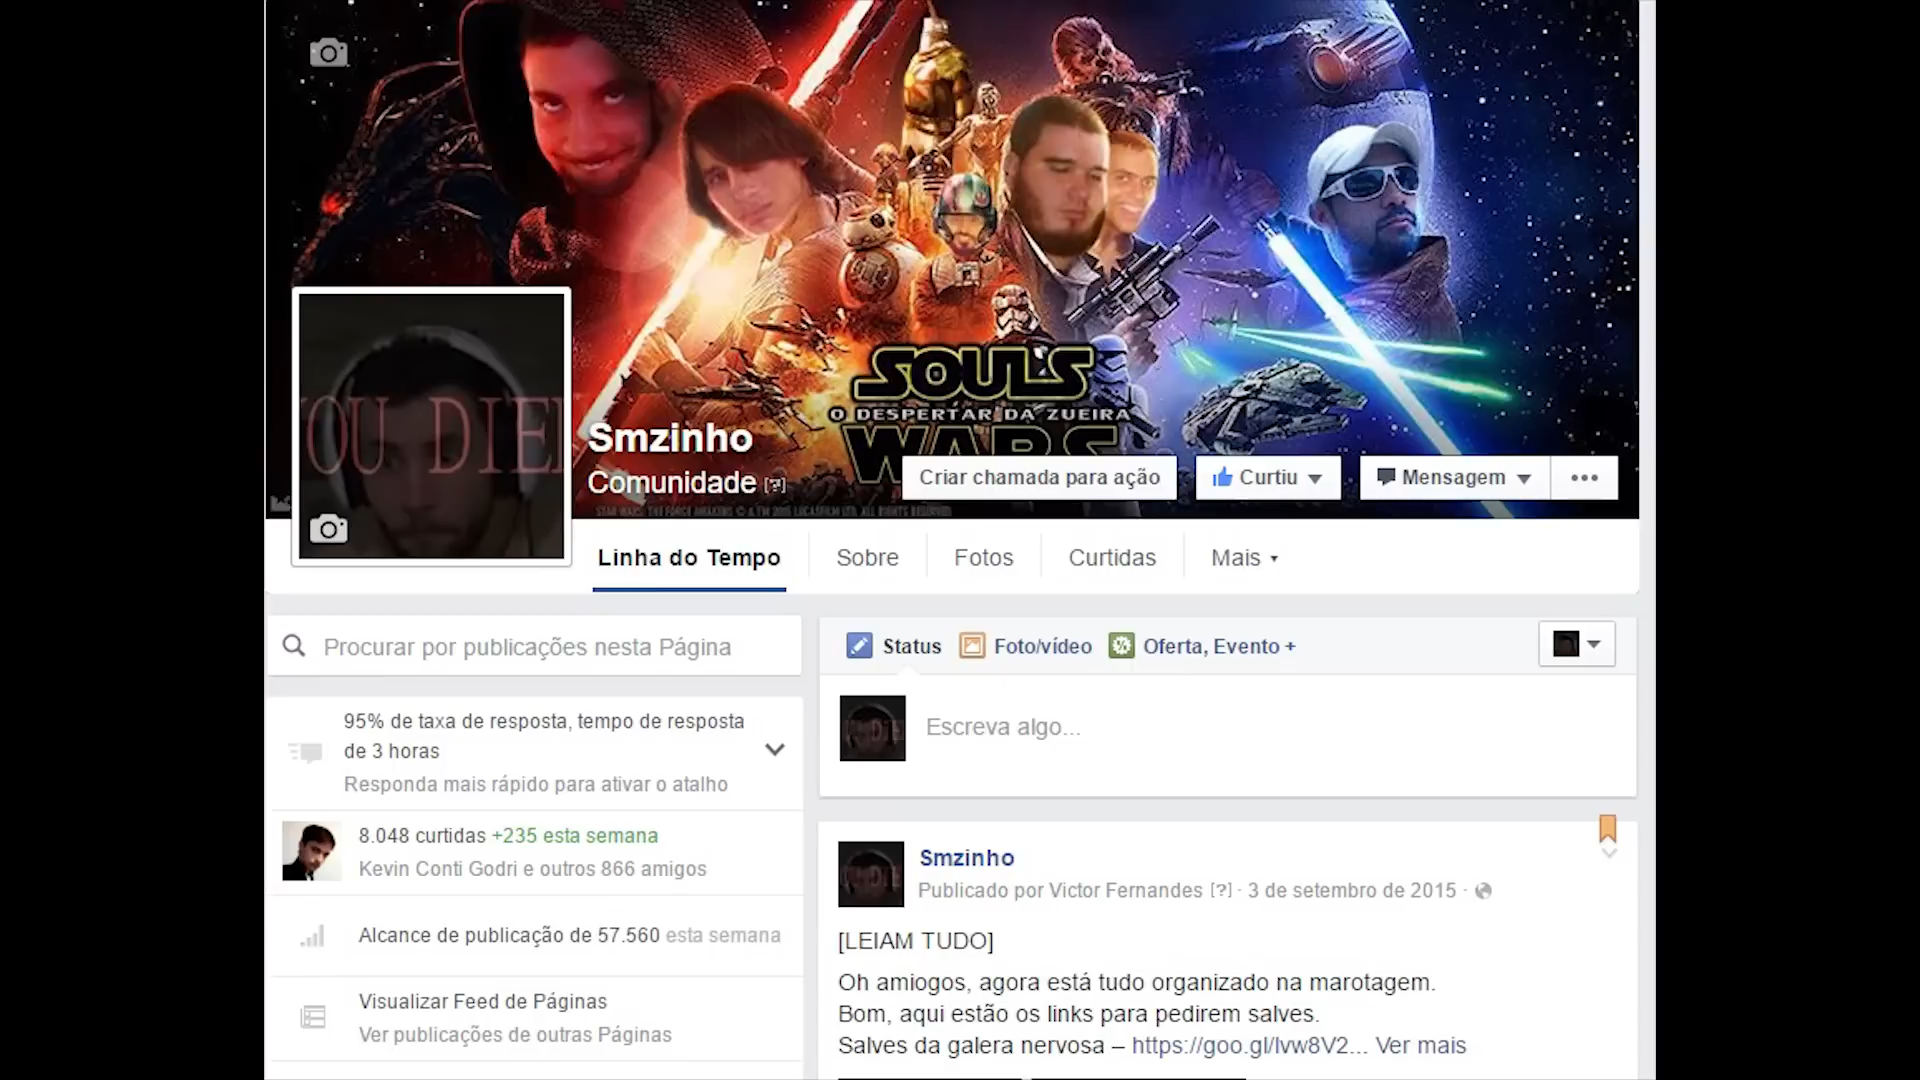 SOULS
O DESPERTAR DA ZUEIRA
WARS
OU DIE
Smzinho
Comunidade [?]
Criar chamada para ação
Curtiu
Mensagem
Linha do Tempo
Sobre
Fotos
Curtidas
Mais
Procurar por publicações nesta Página
95% de taxa de resposta, tempo de resposta
de 3 horas
Responda mais rápido para ativar o atalho
8.048 curtidas +235 esta semana
Kevin Conti Godri e outros 866 amigos
Alcance de publicação de 57.560 esta semana
Visualizar Feed de Páginas
Ver publicações de outras Páginas
Status
Foto/vídeo
Oferta, Evento +
Escreva algo...
Smzinho
Publicado por Victor Fernandes [?] · 3 de setembro de 2015 ·
[LEIAM TUDO]
Oh amiogos, agora está tudo organizado na marotagem.
Bom, aqui estão os links para pedirem salves.
Salves da galera nervosa – https://goo.gl/lvw8V2... Ver mais